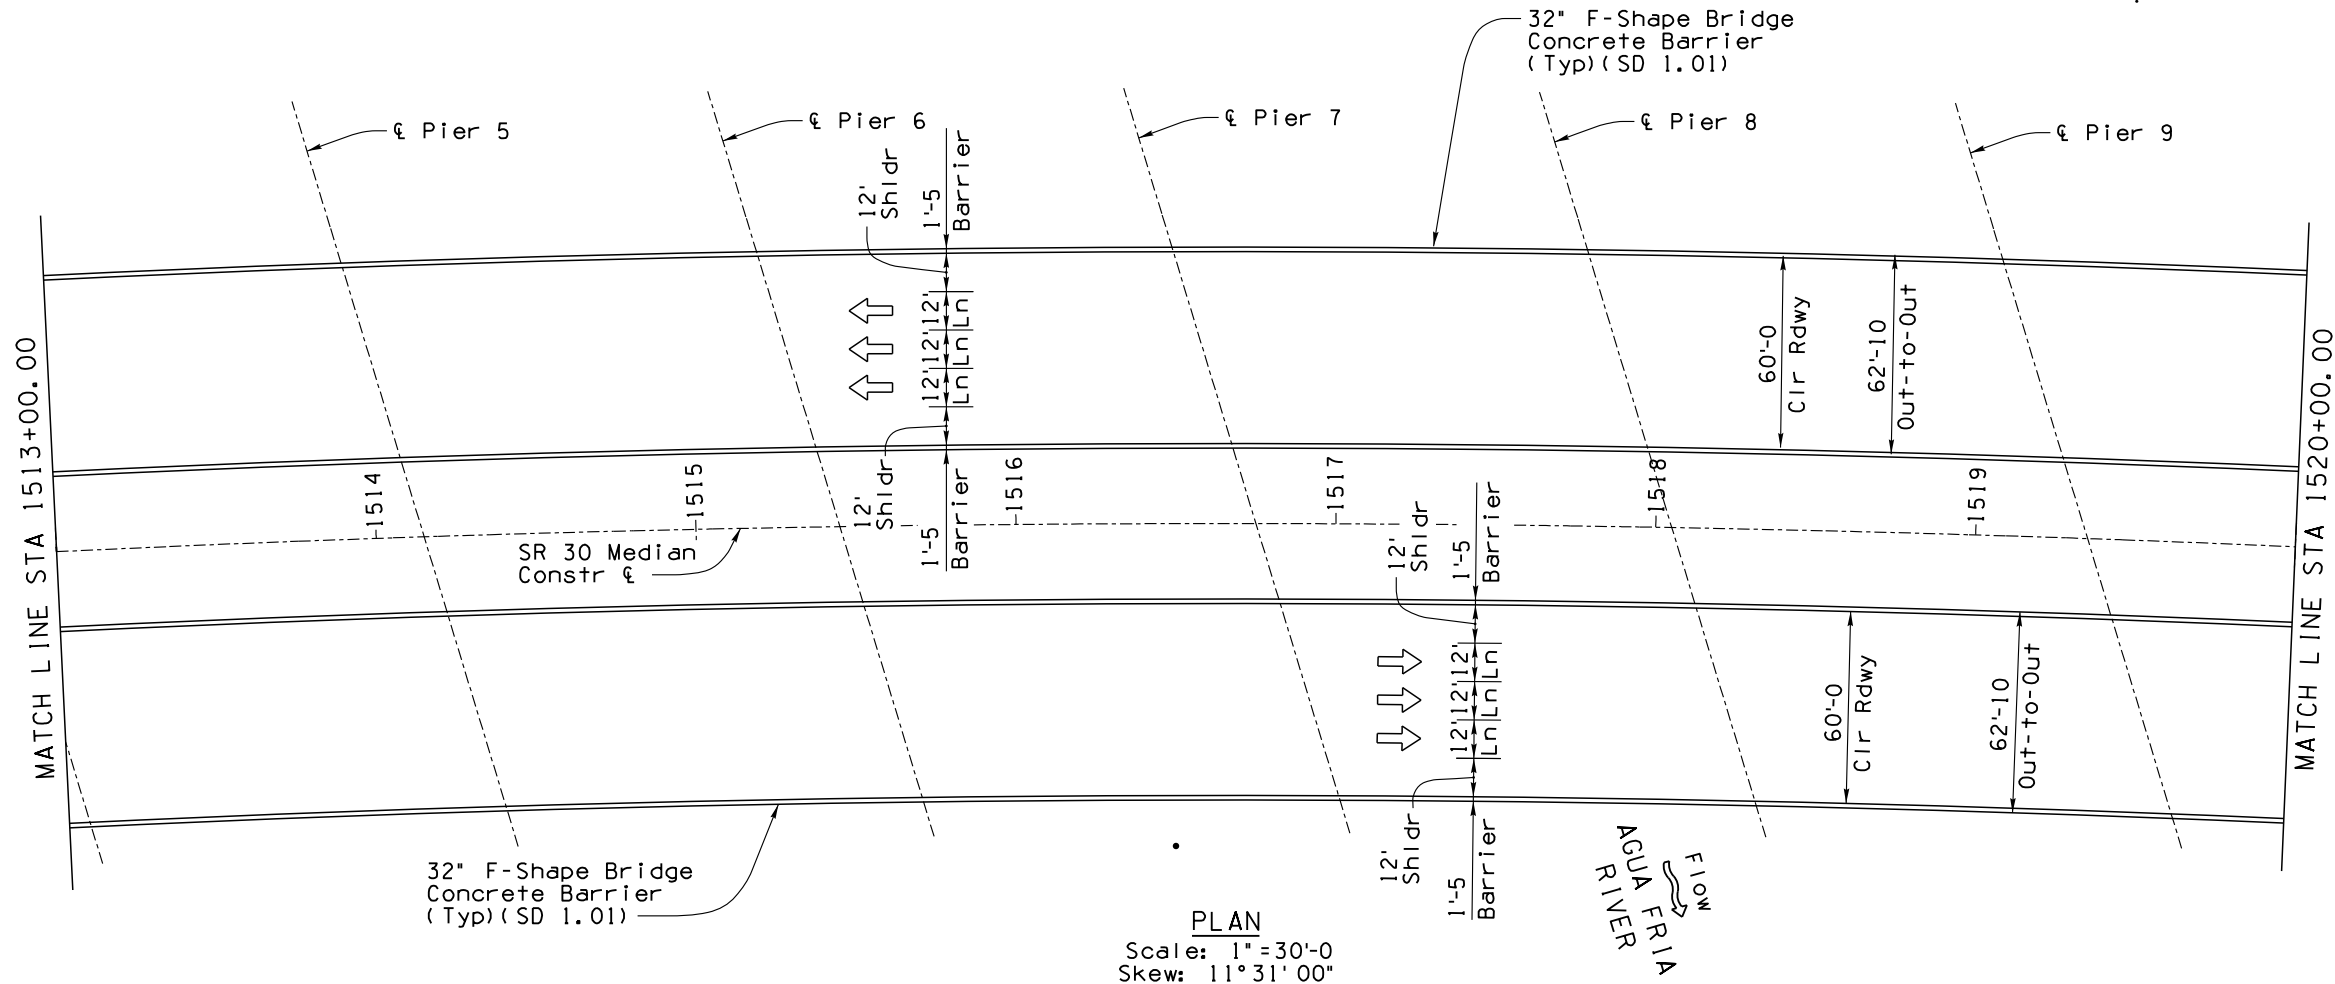 32" F-Shape Bridge
Concrete Barrier
(Typ)(SD 1.01)
℄ Pier 5
℄ Pier 6
℄ Pier 7
℄ Pier 8
℄ Pier 9
12'
Shldr
1'-5
Barrier
12'
Ln
12'
Ln
12'
Ln
12'
Shldr
1'-5
Barrier
60'-0
Clr Rdwy
62'-10
Out-to-Out
MATCH LINE STA 1513+00.00
MATCH LINE STA 1520+00.00
1514
1515
1516
1517
1518
1519
SR 30 Median
Constr ℄
12'
Shldr
1'-5
Barrier
12'
Ln
12'
Ln
12'
Ln
12'
Shldr
1'-5
Barrier
60'-0
Clr Rdwy
62'-10
Out-to-Out
32" F-Shape Bridge
Concrete Barrier
(Typ)(SD 1.01)
Flow
AGUA FRIA
RIVER
PLAN
Scale: 1"=30'-0
Skew: 11°31'00"